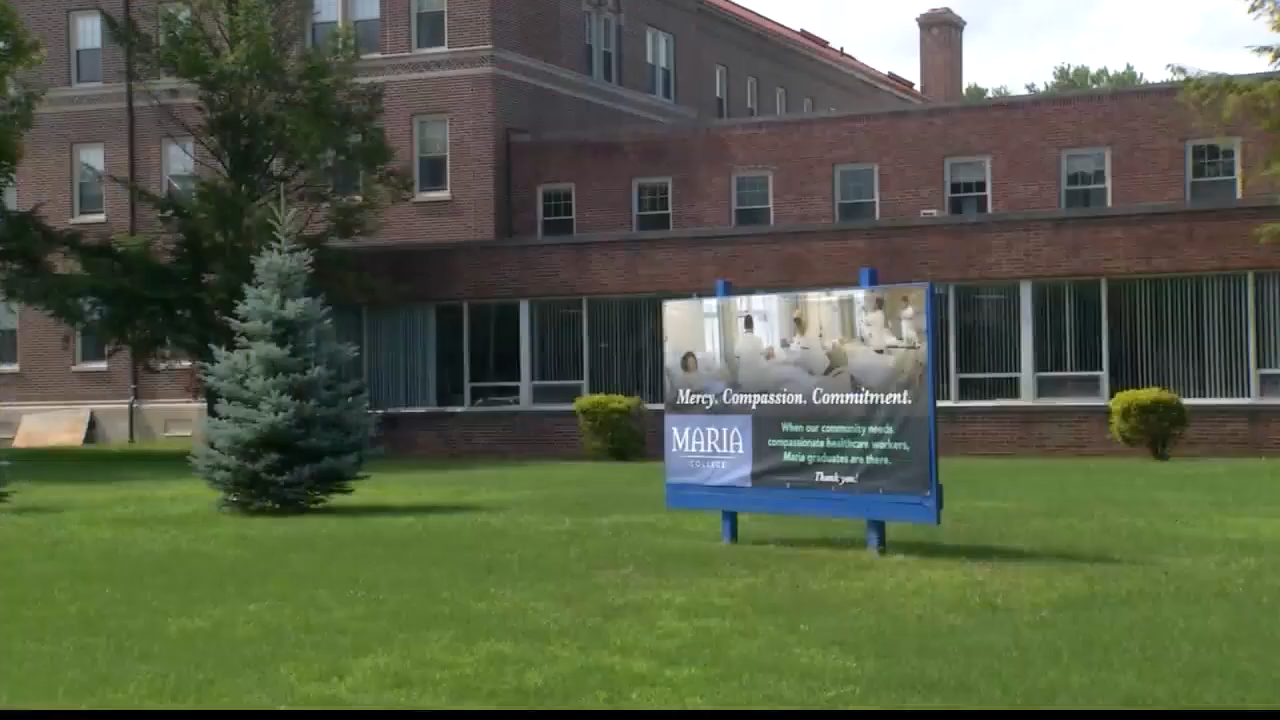 Mercy. Compassion. Commitment.
MARIA
COLLEGE
When our community needs
compassionate healthcare workers,
Maria graduates are there.
Thank you!